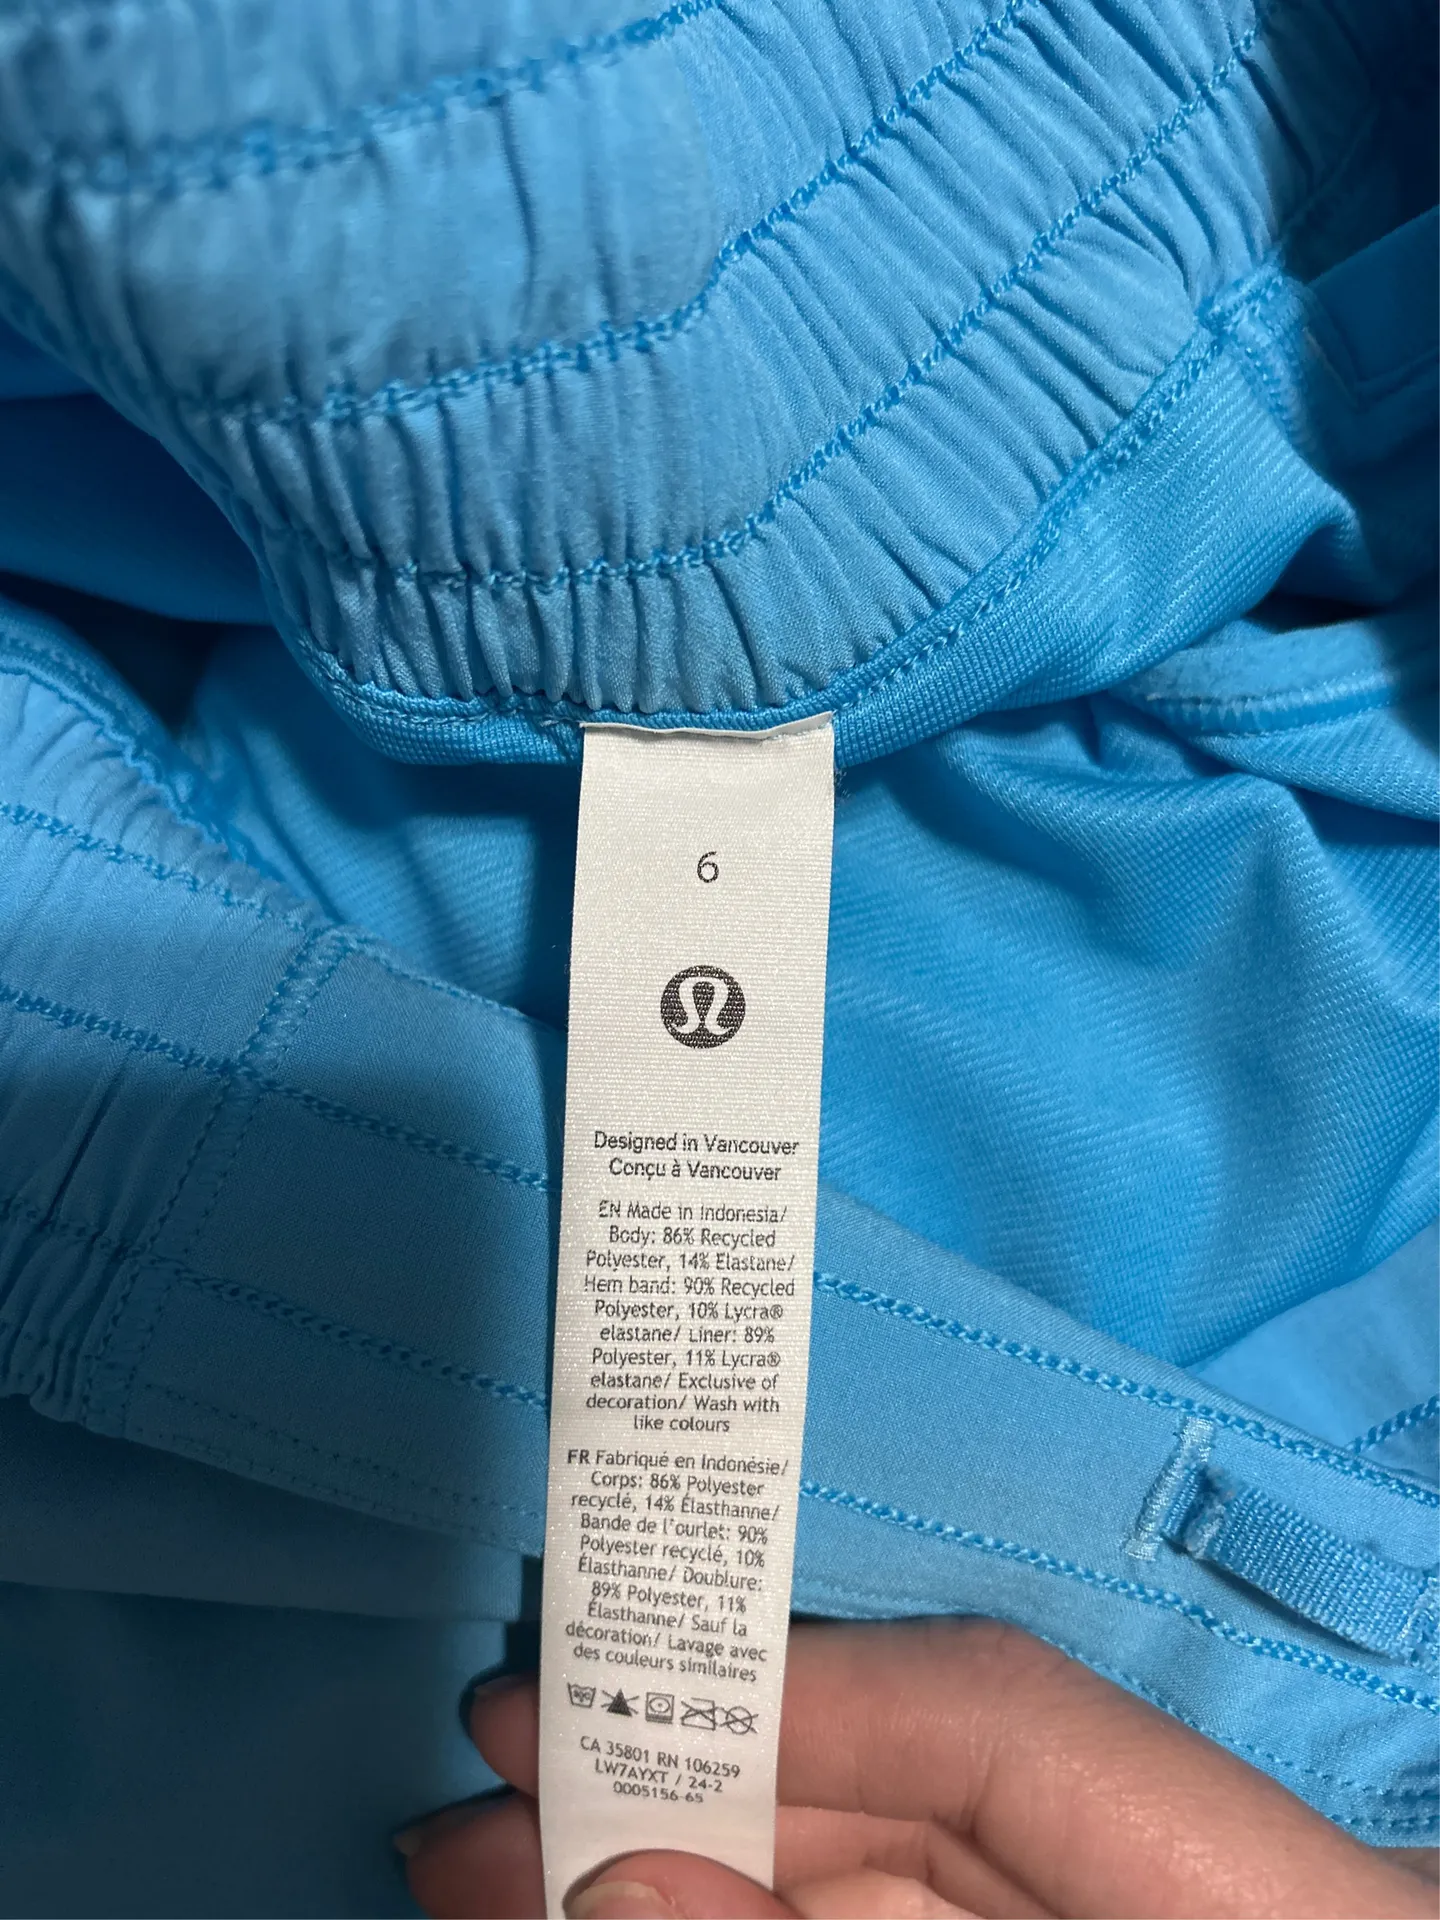 6
Designed in Vancouver
Conçu à Vancouver
EN Made in Indonesia/
Body: 86% Recycled
Polyester, 14% Elastane/
Hem band: 90% Recycled
Polyester, 10% Lycra®
elastane/ Liner: 89%
Polyester, 11% Lycra®
elastane/ Exclusive of
decoration/ Wash with
like colours
FR Fabriqué en Indonésie/
Corps: 86% Polyester
recyclé, 14% Élasthanne/
Bande de l'ourlet: 90%
Polyester recyclé, 10%
Élasthanne/ Doublure:
89% Polyester, 11%
Élasthanne/ Sauf la
décoration/ Lavage avec
des couleurs similaires
CA 35801 RN 106259
LW7AYXT / 24-2
0005156-65